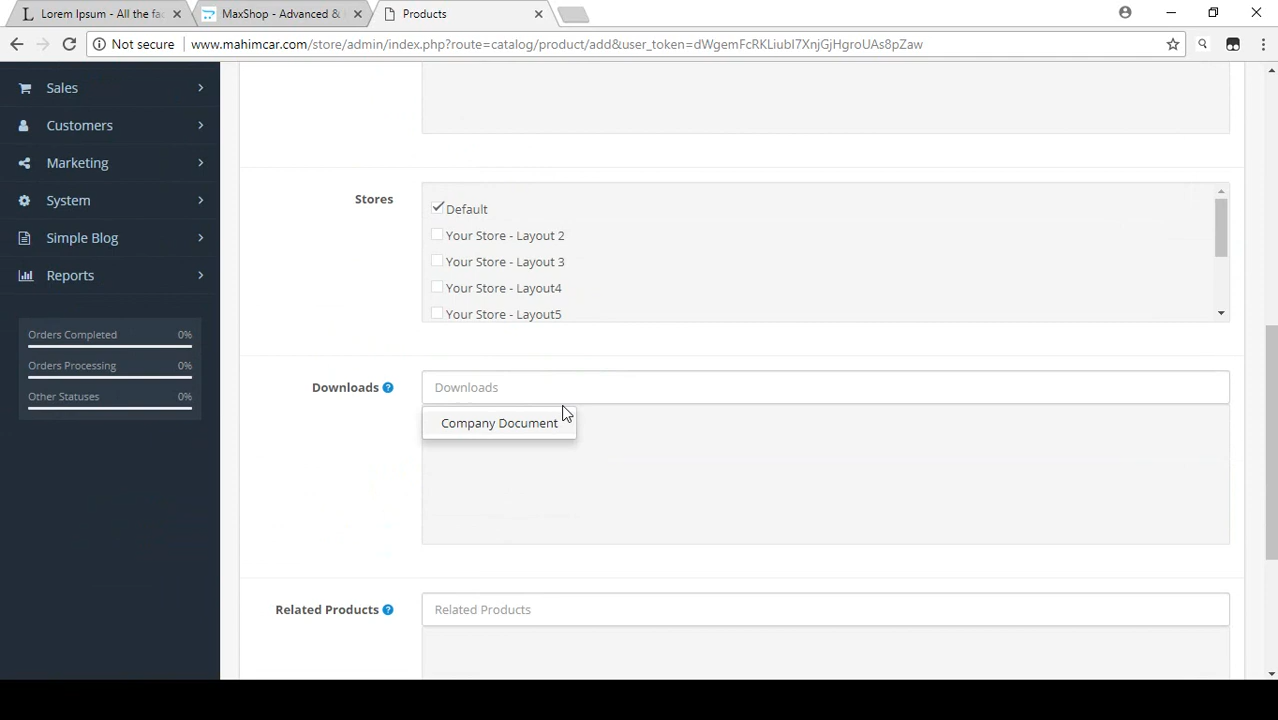 Lorem Ipsum - All the fa
MaxShop - Advanced &
Products
Not secure
www.mahimcar.com/store/admin/index.php?route=catalog/product/add&user_token=dWgemFcRKLiubI7XnjGjHgroUAs8pZaw
Sales
Customers
Marketing
System
Simple Blog
Reports
Orders Completed 0%
Orders Processing 0%
Other Statuses 0%
Stores
Default
Your Store - Layout 2
Your Store - Layout 3
Your Store - Layout4
Your Store - Layout5
Downloads
Downloads
Company Document
Related Products
Related Products